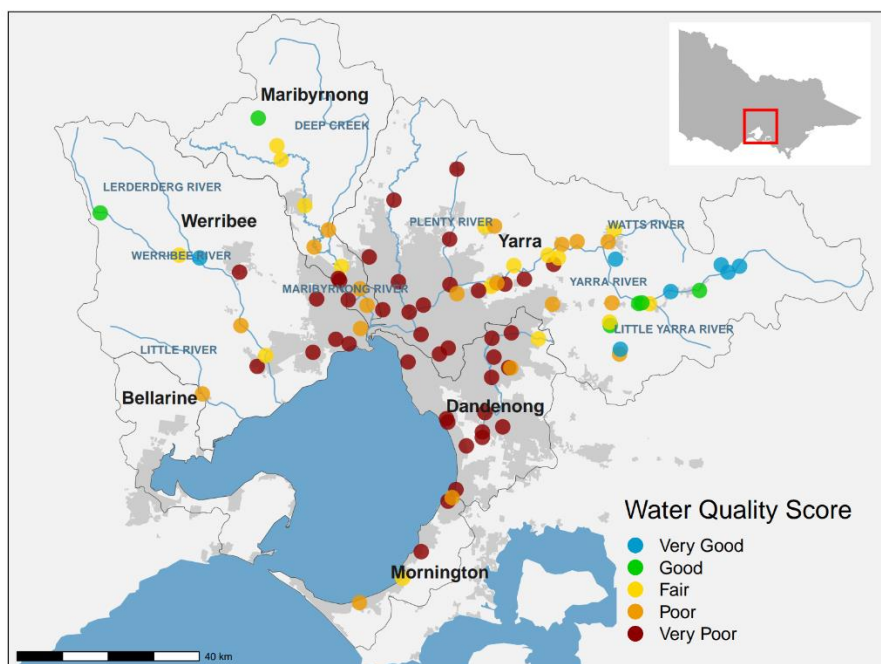 Maribyrnong
DEEP CREEK
LERDERDERG RIVER
Werribee
PLENTY RIVER
Yarra
WATTS RIVER
WERRIBEE RIVER
MARIBYRNONG RIVER
YARRA RIVER
LITTLE YARRA RIVER
LITTLE RIVER
Bellarine
Dandenong
Mornington
Water Quality Score
Very Good
Good
Fair
Poor
Very Poor
40 km